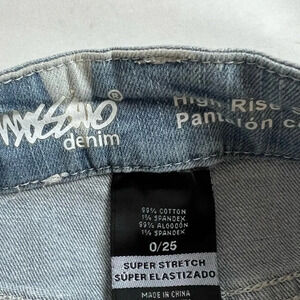 mossimo®
denim
High Rise
Pantalón
99% COTTON
1% SPANDEX
99% ALGODÓN
1% SPANDEX
0/25
SUPER STRETCH
SÚPER ELASTIZADO
MADE IN CHINA